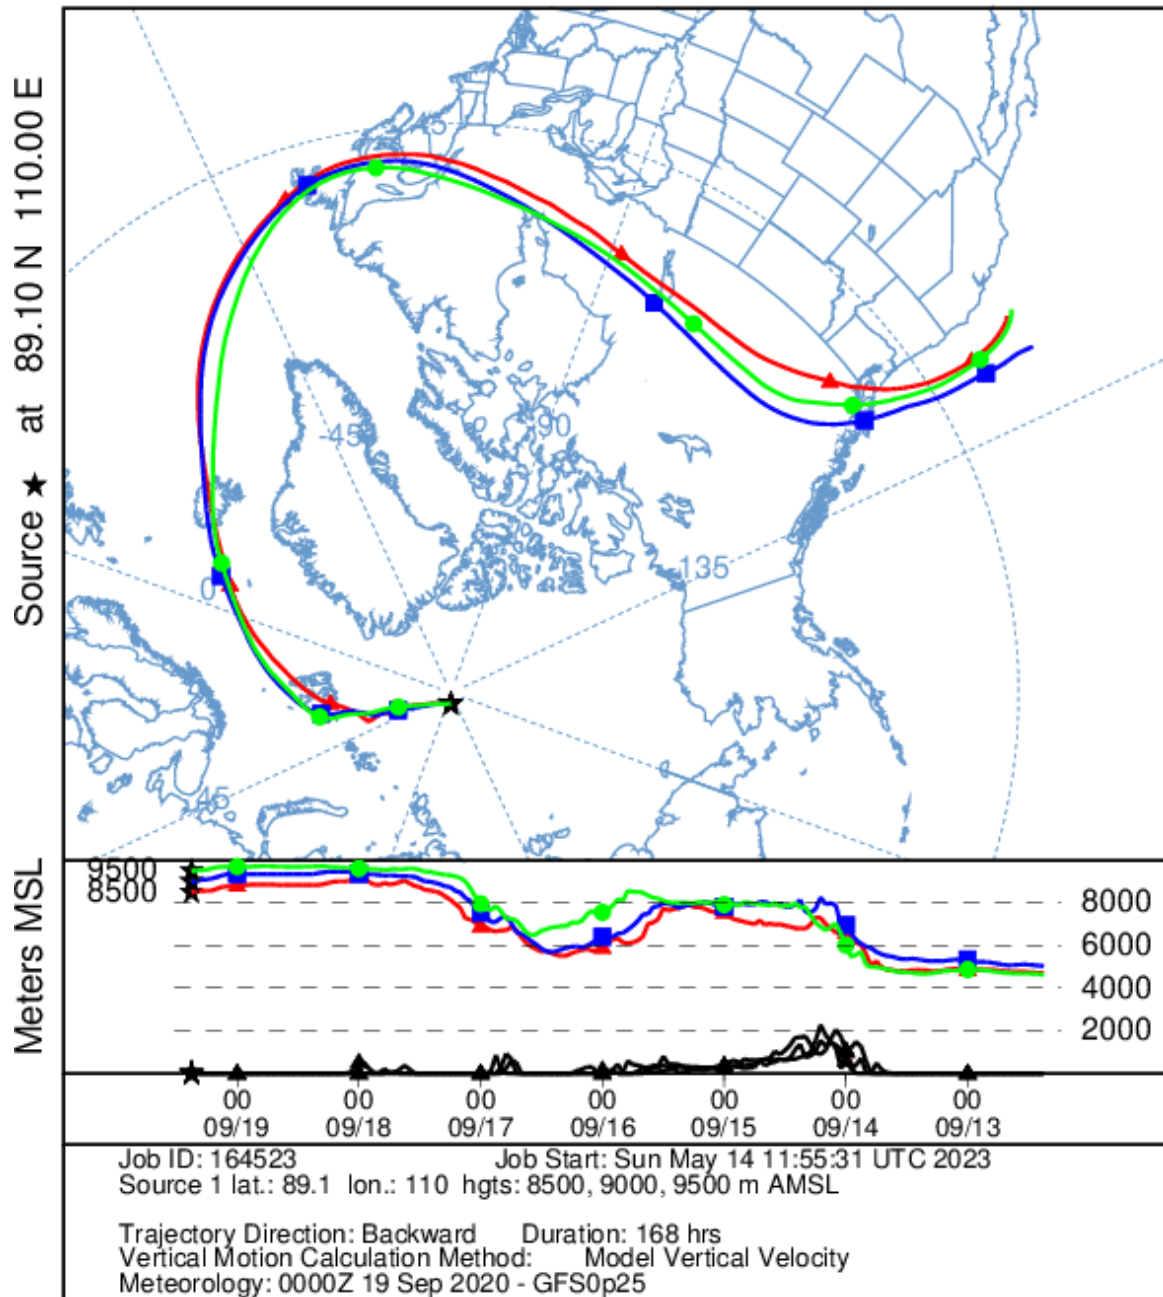 Source ★ at 89.10 N 110.00 E
45
-45
-90
135
0
45
Meters MSL
9500
8500
8000
6000
4000
2000
00 00 00 00 00 00 00
09/19 09/18 09/17 09/16 09/15 09/14 09/13
Job ID: 164523 Job Start: Sun May 14 11:55:31 UTC 2023
Source 1 lat.: 89.1 lon.: 110 hgts: 8500, 9000, 9500 m AMSL
Trajectory Direction: Backward Duration: 168 hrs
Vertical Motion Calculation Method: Model Vertical Velocity
Meteorology: 0000Z 19 Sep 2020 - GFS0p25